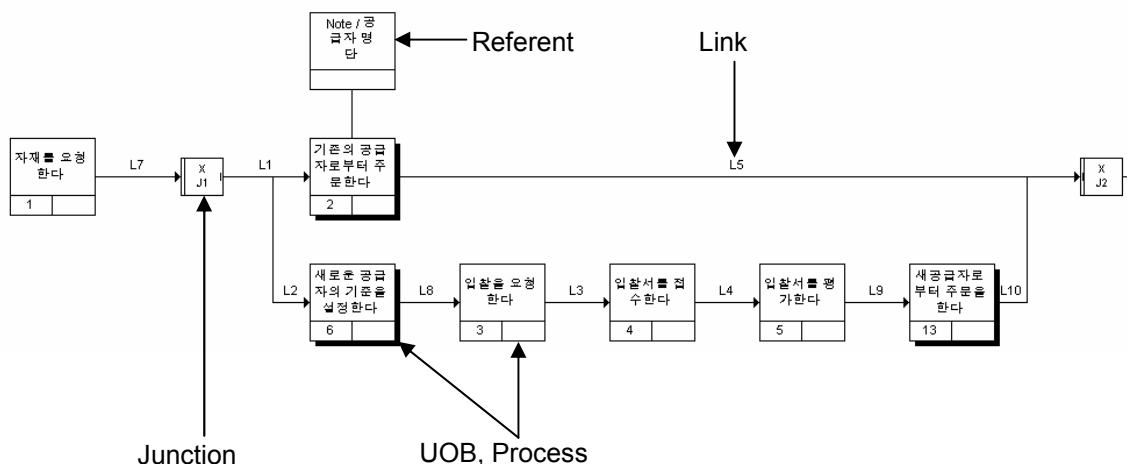 Note / 공
급자 명
단
Referent
Link
자재를 요청
한다
1
L7
X
J1
L1
기존의 공급
자로부터 주
문한다
2
L5
X
J2
L2
새로운 공급
자의 기준을
설정한다
6
L8
입찰을 요청
한다
3
L3
입찰서를 접
수한다
4
L4
입찰서를 평
가한다
5
L9
새공급자로
부터 주문을
한다
13
L10
Junction
UOB, Process